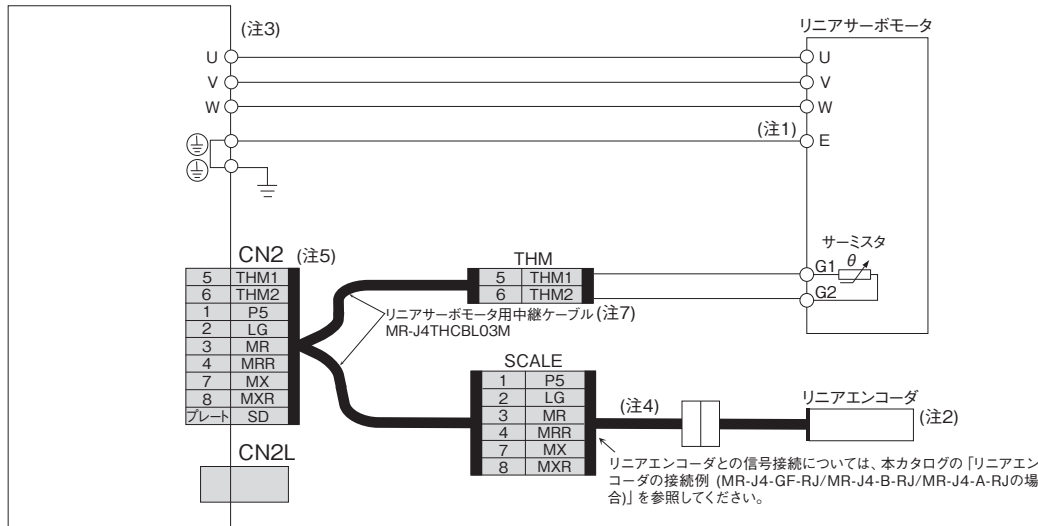 (注3)
リニアサーボモータ
U
U
V
V
W
W
(注1)
E
CN2 (注5)
5 THM1
6 THM2
1 P5
2 LG
3 MR
4 MRR
7 MX
8 MXR
プレート SD
CN2L
THM
5 THM1
6 THM2
サーミスタ
G1 θ
G2
リニアサーボモータ用中継ケーブル (注7)
MR-J4THCBL03M
SCALE
1 P5
2 LG
3 MR
4 MRR
7 MX
8 MXR
(注4)
リニアエンコーダ
(注2)
リニアエンコーダとの信号接続については、本カタログの「リニアエン
コーダの接続例 (MR-J4-GF-RJ/MR-J4-B-RJ/MR-J4-A-RJの場
合)」を参照してください。